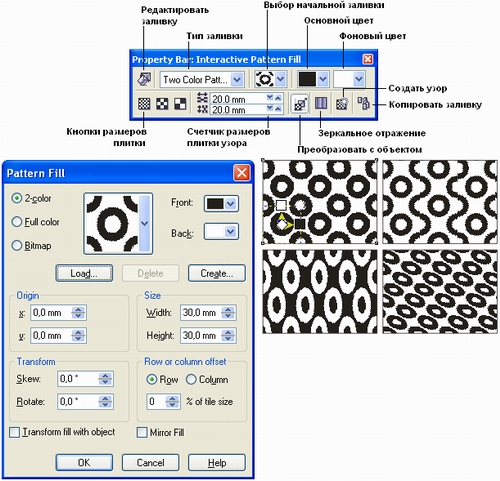 Редактировать заливку
Тип заливки
Выбор начальной заливки
Основной цвет
Фоновый цвет
Property Bar: Interactive Pattern Fill
Two Color Patt...
20.0 mm
20.0 mm
Создать узор
Копировать заливку
Кнопки размеров плитки
Счетчик размеров плитки узора
Зеркальное отражение
Преобразовать с объектом
Pattern Fill
2-color
Full color
Bitmap
Front:
Back:
Load...
Delete
Create...
Origin
x: 0,0 mm
y: 0,0 mm
Size
Width: 30,0 mm
Height: 30,0 mm
Transform
Skew: 0,0 °
Rotate: 0,0 °
Row or column offset
Row
Column
0 % of tile size
Transform fill with object
Mirror Fill
OK
Cancel
Help